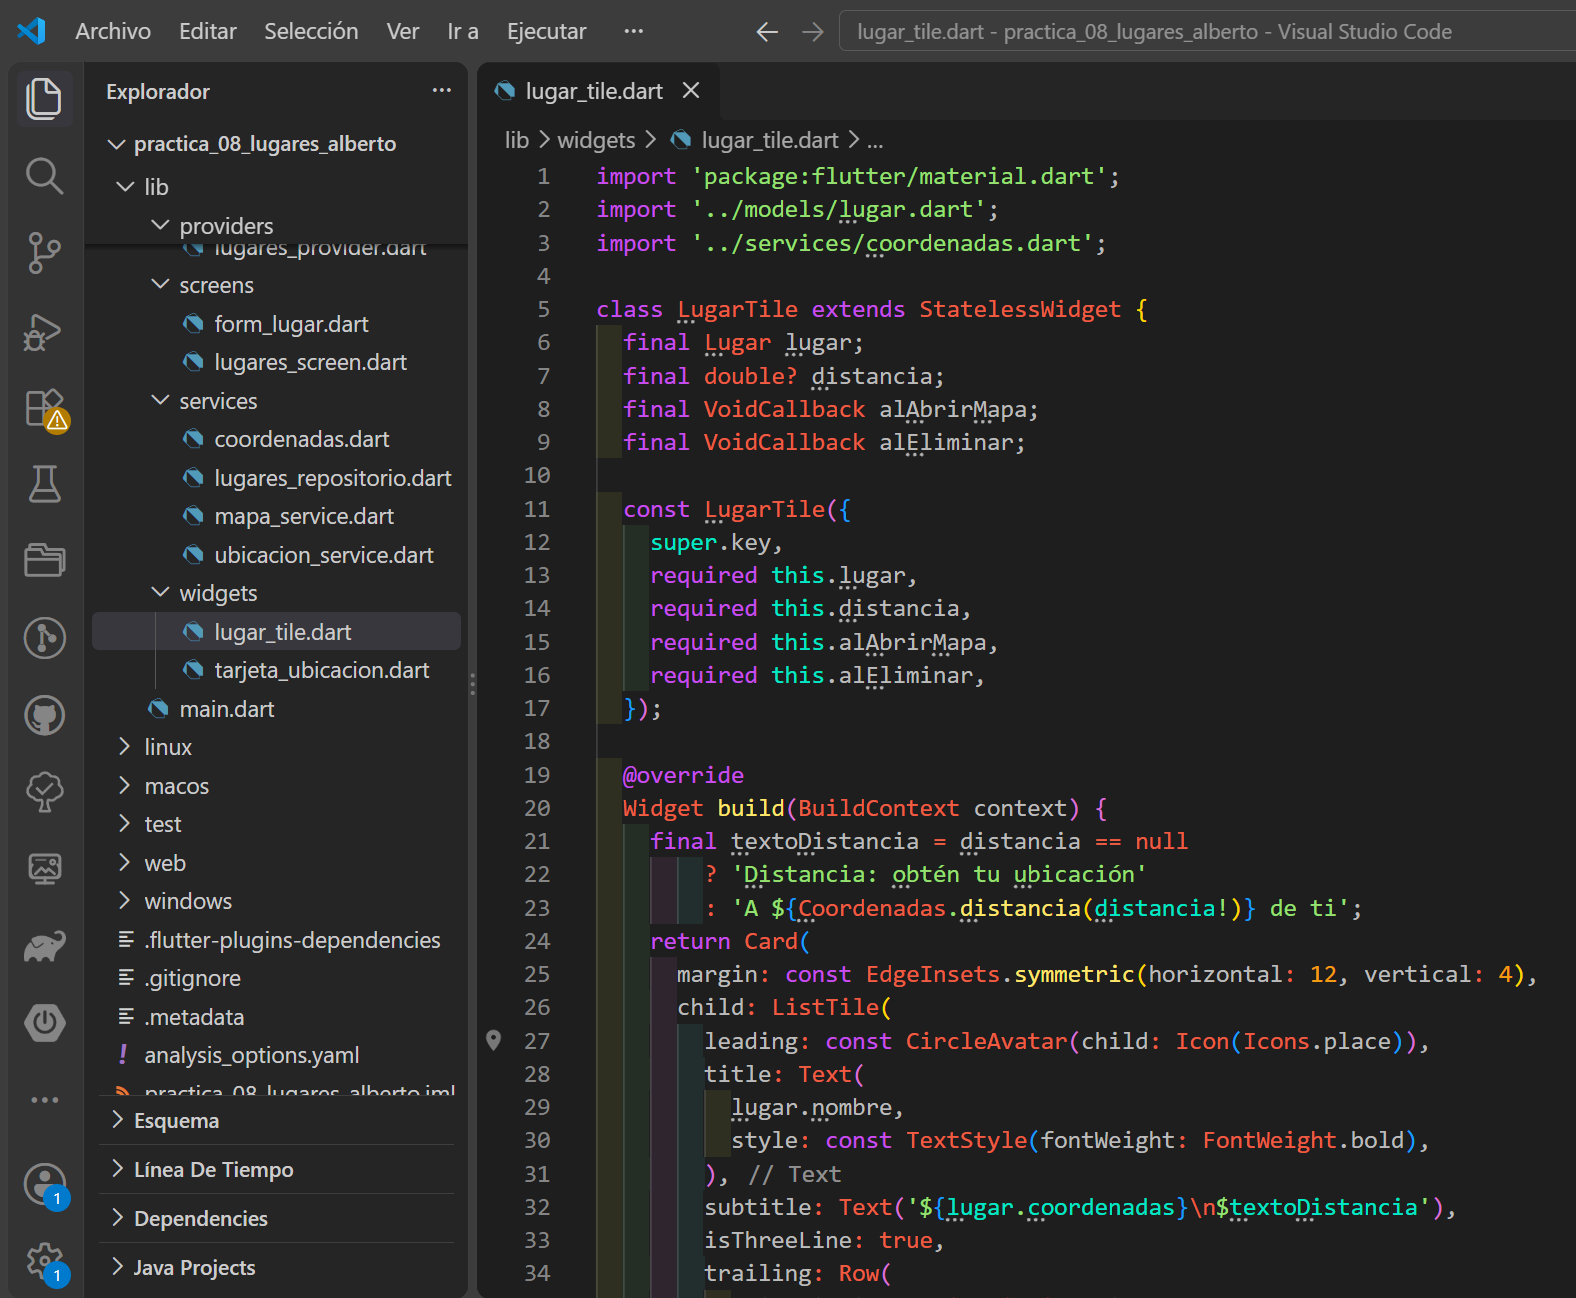 Archivo Editar Selección Ver Ir a Ejecutar ··· lugar_tile.dart - practica_08_lugares_alberto - Visual Studio Code
Explorador ···
practica_08_lugares_alberto
lib
providers
lugares_provider.dart
screens
form_lugar.dart
lugares_screen.dart
services
coordenadas.dart
lugares_repositorio.dart
mapa_service.dart
ubicacion_service.dart
widgets
lugar_tile.dart
tarjeta_ubicacion.dart
main.dart
linux
macos
test
web
windows
.flutter-plugins-dependencies
.gitignore
.metadata
! analysis_options.yaml
practica_08_lugares_alberto.iml
Esquema
Línea De Tiempo
Dependencies
Java Projects
1
1
lugar_tile.dart
lib > widgets > lugar_tile.dart > ...
1 import 'package:flutter/material.dart';
2 import '../models/lugar.dart';
3 import '../services/coordenadas.dart';
4
5 class LugarTile extends StatelessWidget {
6 final Lugar lugar;
7 final double? distancia;
8 final VoidCallback alAbrirMapa;
9 final VoidCallback alEliminar;
10
11 const LugarTile({
12 super.key,
13 required this.lugar,
14 required this.distancia,
15 required this.alAbrirMapa,
16 required this.alEliminar,
17 });
18
19 @override
20 Widget build(BuildContext context) {
21 final textoDistancia = distancia == null
22 ? 'Distancia: obtén tu ubicación'
23 : 'A ${Coordenadas.distancia(distancia!)} de ti';
24 return Card(
25 margin: const EdgeInsets.symmetric(horizontal: 12, vertical: 4),
26 child: ListTile(
27 leading: const CircleAvatar(child: Icon(Icons.place)),
28 title: Text(
29 lugar.nombre,
30 style: const TextStyle(fontWeight: FontWeight.bold),
31 ), // Text
32 subtitle: Text('${lugar.coordenadas}\n$textoDistancia'),
33 isThreeLine: true,
34 trailing: Row(